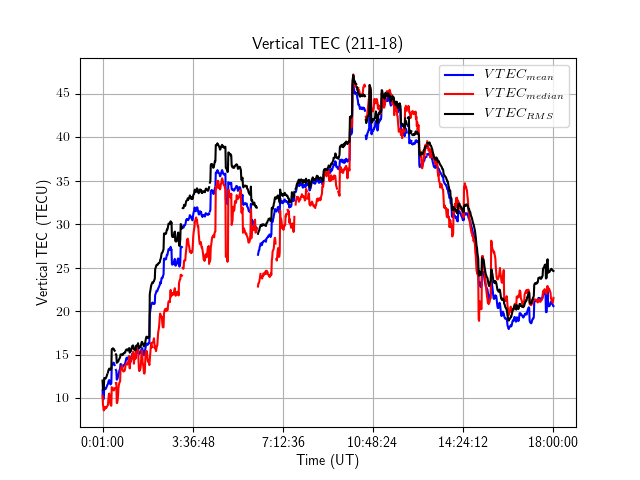 Vertical TEC (211-18)
VTEC_mean
VTEC_median
VTEC_RMS
Vertical TEC (TECU)
45
40
35
30
25
20
15
10
0:01:00 3:36:48 7:12:36 10:48:24 14:24:12 18:00:00
Time (UT)